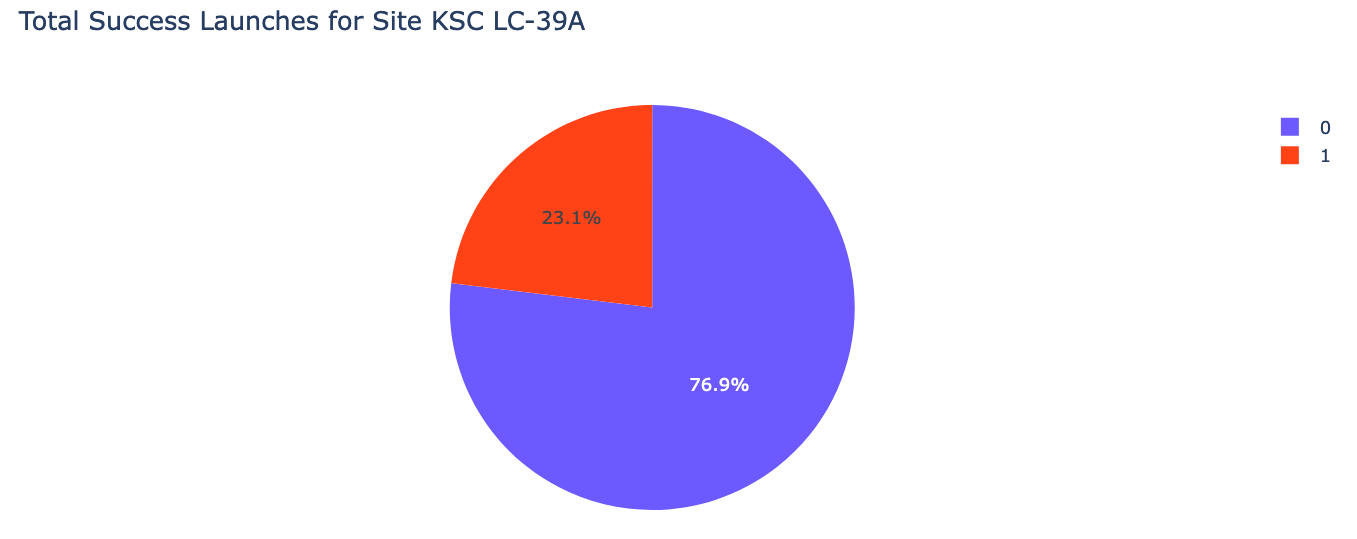 Total Success Launches for Site KSC LC-39A
0
1
23.1%
76.9%